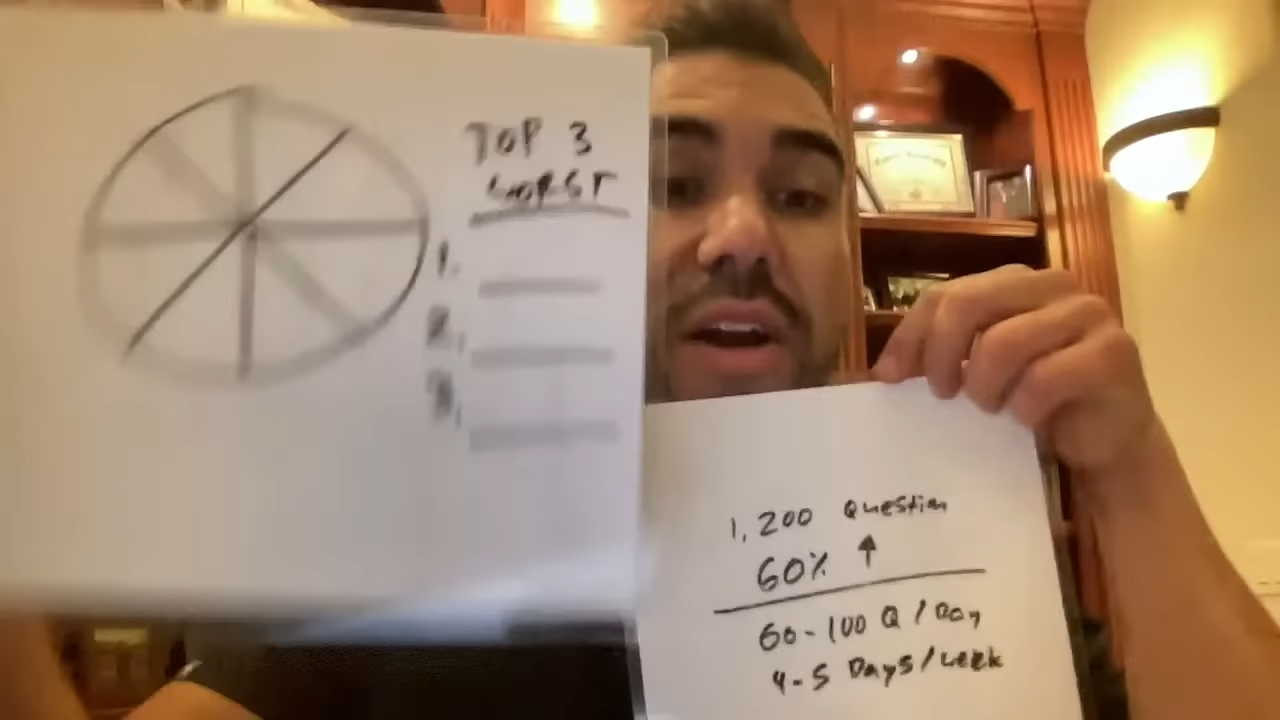 TOP 3
WORST
1.
2.
3.
1,200 Question
60% ↑
60-100 Q / Day
4-5 Days/week